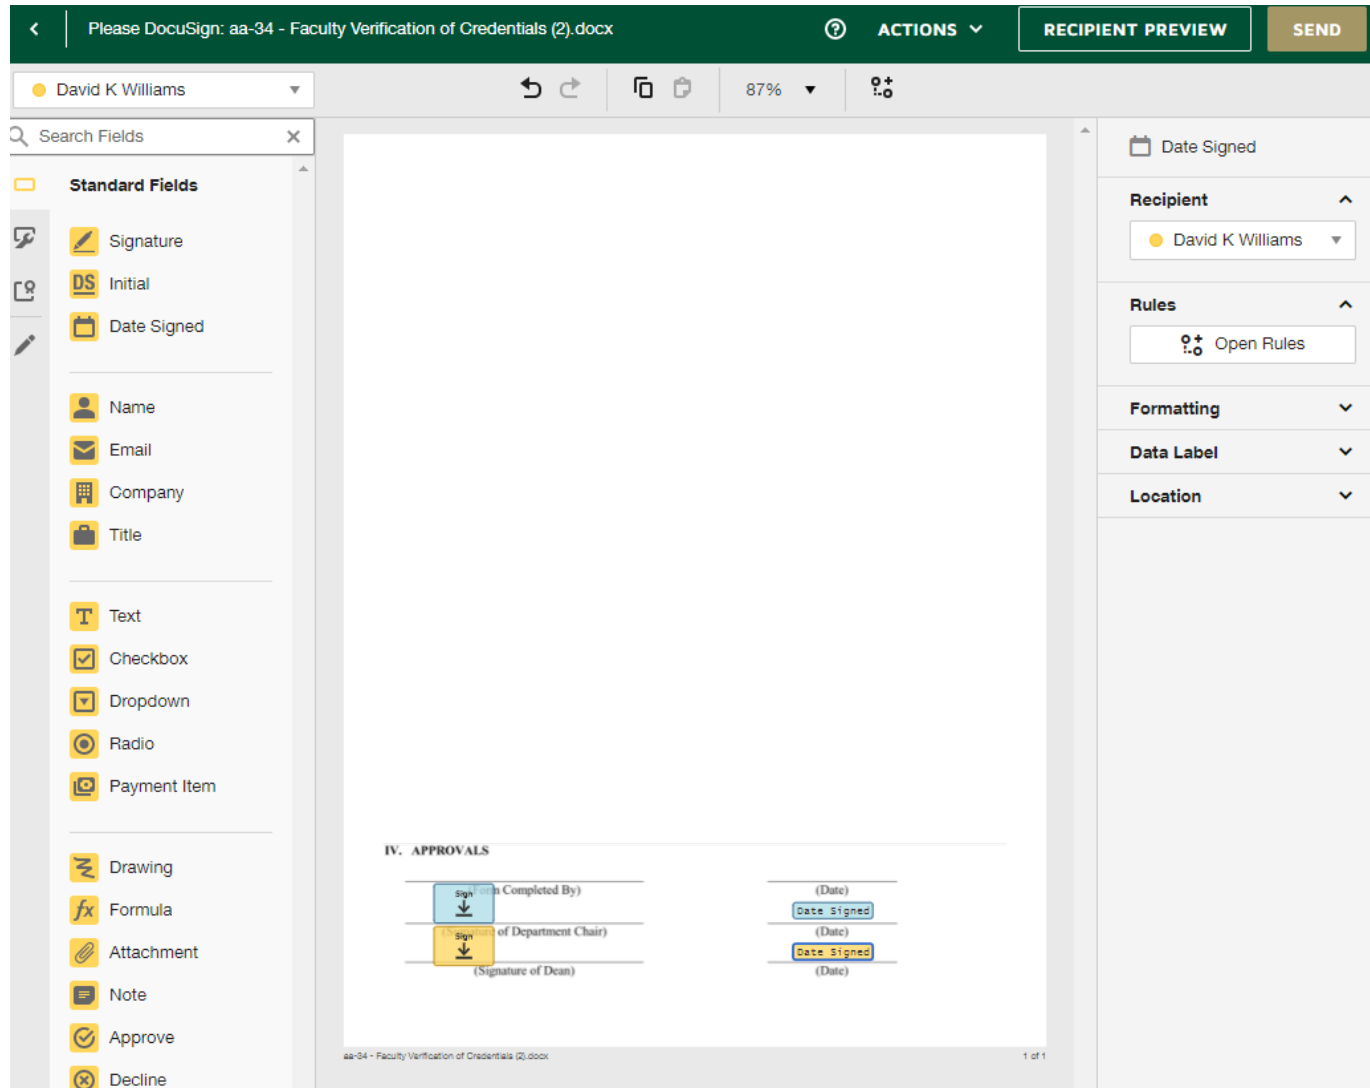 Please DocuSign: aa-34 - Faculty Verification of Credentials (2).docx
ACTIONS
RECIPIENT PREVIEW
SEND
David K Williams
87%
Search Fields
Standard Fields
Signature
DS Initial
Date Signed
Name
Email
Company
Title
T Text
Checkbox
Dropdown
Radio
Payment Item
Drawing
fx Formula
Attachment
Note
Approve
Decline
IV. APPROVALS
(Form Completed By) (Date)
Sign Date Signed
(Signature of Department Chair) (Date)
Sign Date Signed
(Signature of Dean) (Date)
aa-34 - Faculty Verification of Credentials (2).docx 1 of 1
Date Signed
Recipient
David K Williams
Rules
Open Rules
Formatting
Data Label
Location